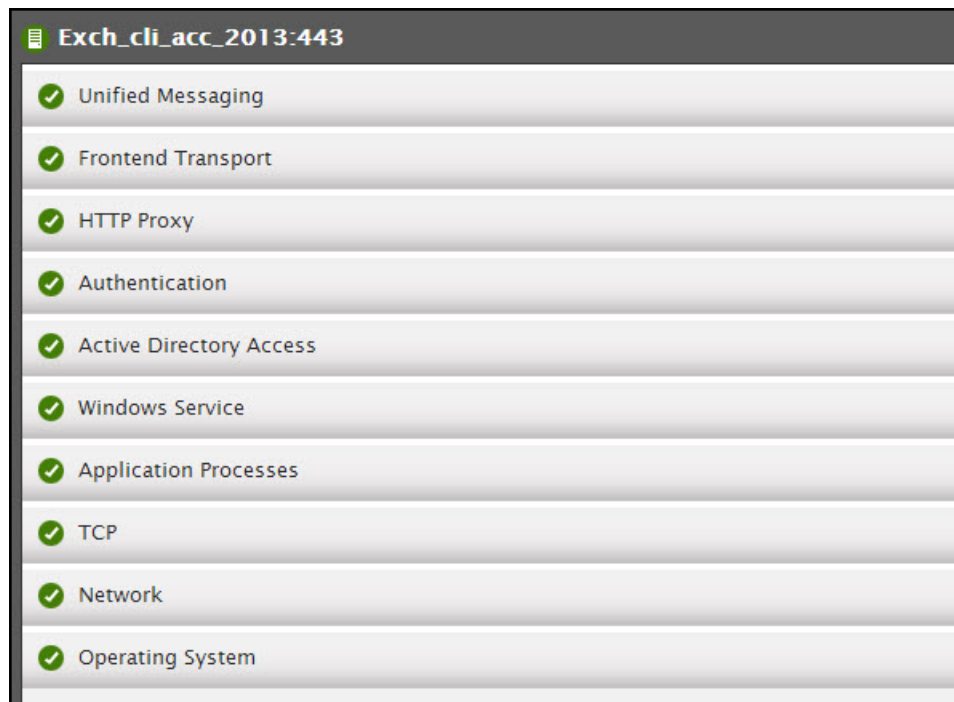 Exch_cli_acc_2013:443
Unified Messaging
Frontend Transport
HTTP Proxy
Authentication
Active Directory Access
Windows Service
Application Processes
TCP
Network
Operating System